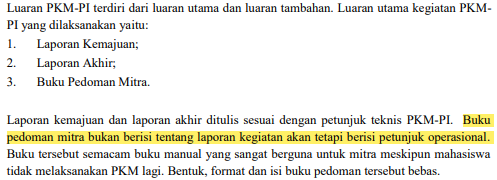 Luaran PKM-PI terdiri dari luaran utama dan luaran tambahan. Luaran utama kegiatan PKM-
PI yang dilaksanakan yaitu:
1. Laporan Kemajuan;
2. Laporan Akhir;
3. Buku Pedoman Mitra.
Laporan kemajuan dan laporan akhir ditulis sesuai dengan petunjuk teknis PKM-PI. Buku
pedoman mitra bukan berisi tentang laporan kegiatan akan tetapi berisi petunjuk operasional.
Buku tersebut semacam buku manual yang sangat berguna untuk mitra meskipun mahasiswa
tidak melaksanakan PKM lagi. Bentuk, format dan isi buku pedoman tersebut bebas.